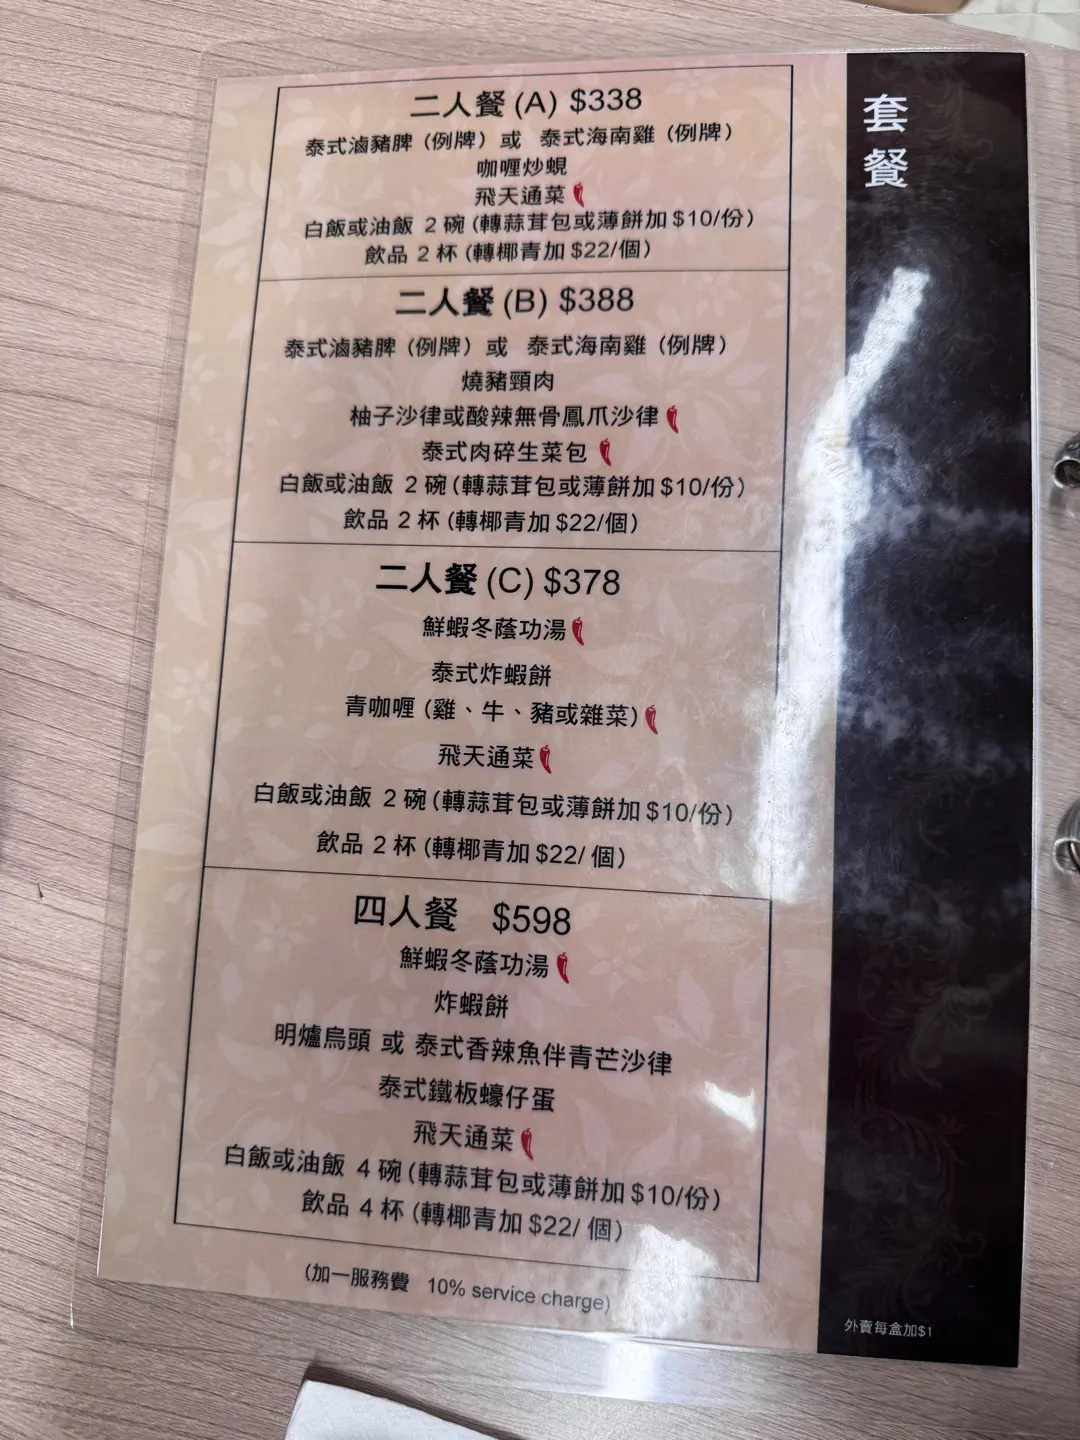 套餐
二人餐 (A) $338
泰式滷豬脾（例牌）或 泰式海南雞（例牌）
咖喱炒蜆
飛天通菜
白飯或油飯 2 碗 (轉蒜茸包或薄餅加 $10/份)
飲品 2 杯 (轉椰青加 $22/個)
二人餐 (B) $388
泰式滷豬脾（例牌）或 泰式海南雞（例牌）
燒豬頸肉
柚子沙律或酸辣無骨鳳爪沙律
泰式肉碎生菜包
白飯或油飯 2 碗 (轉蒜茸包或薄餅加 $10/份)
飲品 2 杯 (轉椰青加 $22/個)
二人餐 (C) $378
鮮蝦冬蔭功湯
泰式炸蝦餅
青咖喱 (雞、牛、豬或雜菜)
飛天通菜
白飯或油飯 2 碗 (轉蒜茸包或薄餅加 $10/份)
飲品 2 杯 (轉椰青加 $22/ 個)
四人餐 $598
鮮蝦冬蔭功湯
炸蝦餅
明爐烏頭 或 泰式香辣魚伴青芒沙律
泰式鐵板蠔仔蛋
飛天通菜
白飯或油飯 4 碗 (轉蒜茸包或薄餅加 $10/份)
飲品 4 杯 (轉椰青加 $22/ 個)
(加一服務費 10% service charge)
外賣每盒加$1